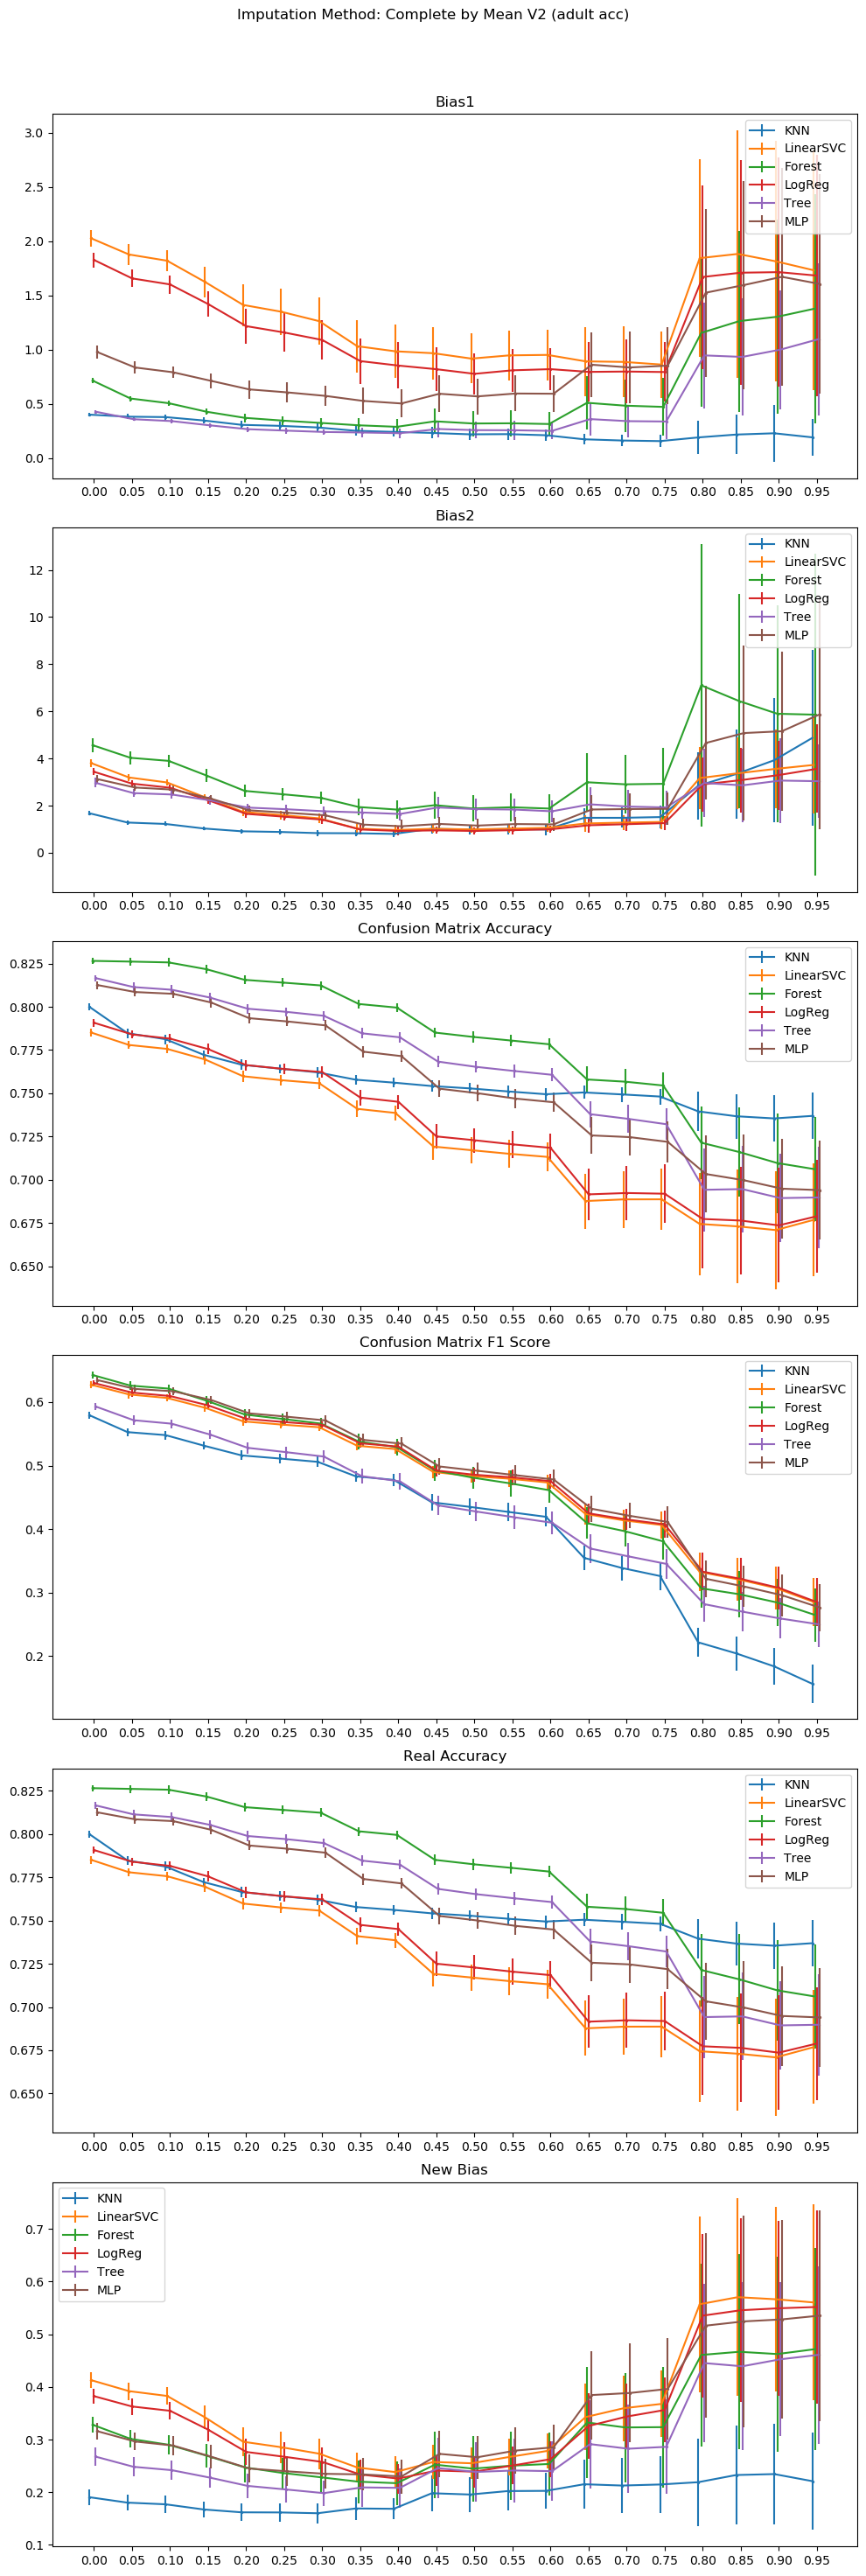 Imputation Method: Complete by Mean V2 (adult acc)
Bias1
3.0
2.5
2.0
1.5
1.0
0.5
0.0
KNN
LinearSVC
Forest
LogReg
Tree
MLP
0.00 0.05 0.10 0.15 0.20 0.25 0.30 0.35 0.40 0.45 0.50 0.55 0.60 0.65 0.70 0.75 0.80 0.85 0.90 0.95
Bias2
12
10
8
6
4
2
0
KNN
LinearSVC
Forest
LogReg
Tree
MLP
0.00 0.05 0.10 0.15 0.20 0.25 0.30 0.35 0.40 0.45 0.50 0.55 0.60 0.65 0.70 0.75 0.80 0.85 0.90 0.95
Confusion Matrix Accuracy
0.825
0.800
0.775
0.750
0.725
0.700
0.675
0.650
KNN
LinearSVC
Forest
LogReg
Tree
MLP
0.00 0.05 0.10 0.15 0.20 0.25 0.30 0.35 0.40 0.45 0.50 0.55 0.60 0.65 0.70 0.75 0.80 0.85 0.90 0.95
Confusion Matrix F1 Score
0.6
0.5
0.4
0.3
0.2
KNN
LinearSVC
Forest
LogReg
Tree
MLP
0.00 0.05 0.10 0.15 0.20 0.25 0.30 0.35 0.40 0.45 0.50 0.55 0.60 0.65 0.70 0.75 0.80 0.85 0.90 0.95
Real Accuracy
0.825
0.800
0.775
0.750
0.725
0.700
0.675
0.650
KNN
LinearSVC
Forest
LogReg
Tree
MLP
0.00 0.05 0.10 0.15 0.20 0.25 0.30 0.35 0.40 0.45 0.50 0.55 0.60 0.65 0.70 0.75 0.80 0.85 0.90 0.95
New Bias
0.7
0.6
0.5
0.4
0.3
0.2
0.1
KNN
LinearSVC
Forest
LogReg
Tree
MLP
0.00 0.05 0.10 0.15 0.20 0.25 0.30 0.35 0.40 0.45 0.50 0.55 0.60 0.65 0.70 0.75 0.80 0.85 0.90 0.95